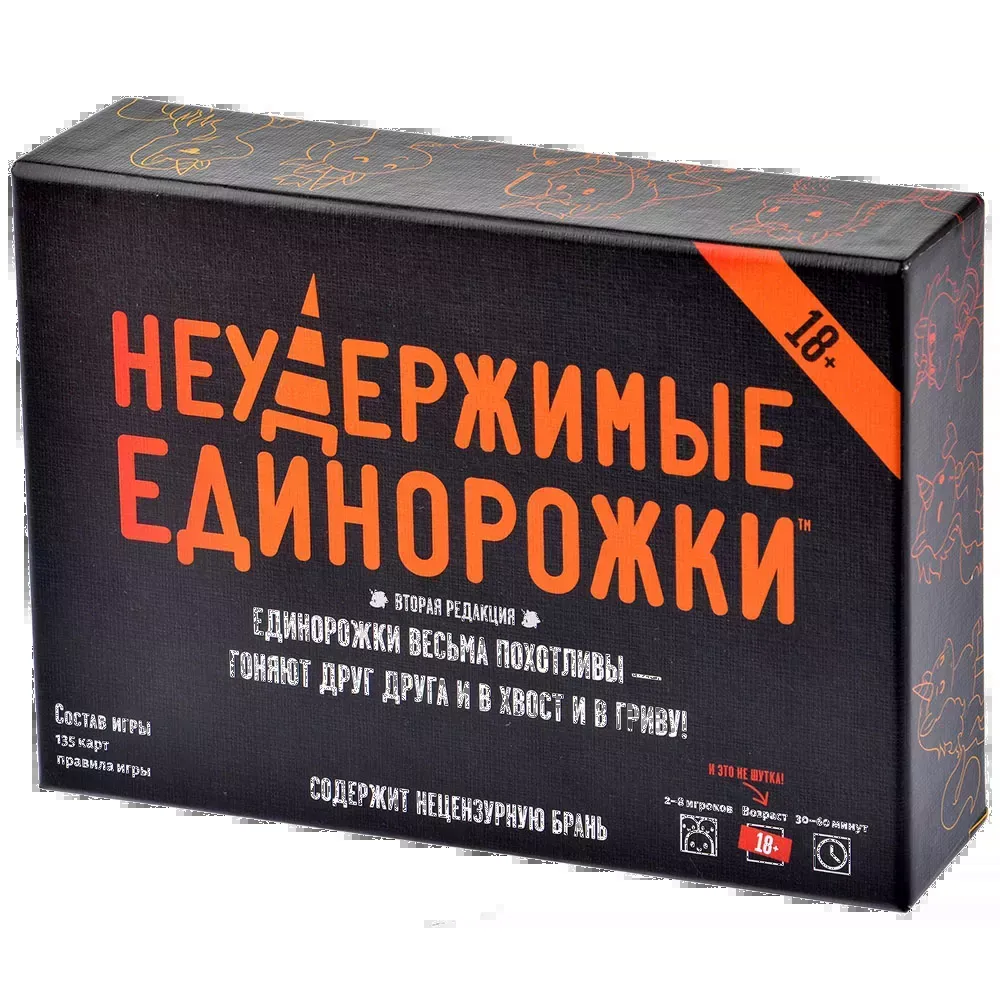 18+
НЕУДЕРЖИМЫЕ
ЕДИНОРОЖКИ™
ВТОРАЯ РЕДАКЦИЯ
ЕДИНОРОЖКИ ВЕСЬМА ПОХОТЛИВЫ —
ГОНЯЮТ ДРУГ ДРУГА И В ХВОСТ И В ГРИВУ!
СОСТАВ ИГРЫ
135 карт
правила игры
СОДЕРЖИТ НЕЦЕНЗУРНУЮ БРАНЬ
И ЭТО НЕ ШУТКА!
2–8 игроков Возраст 30–60 минут
18+